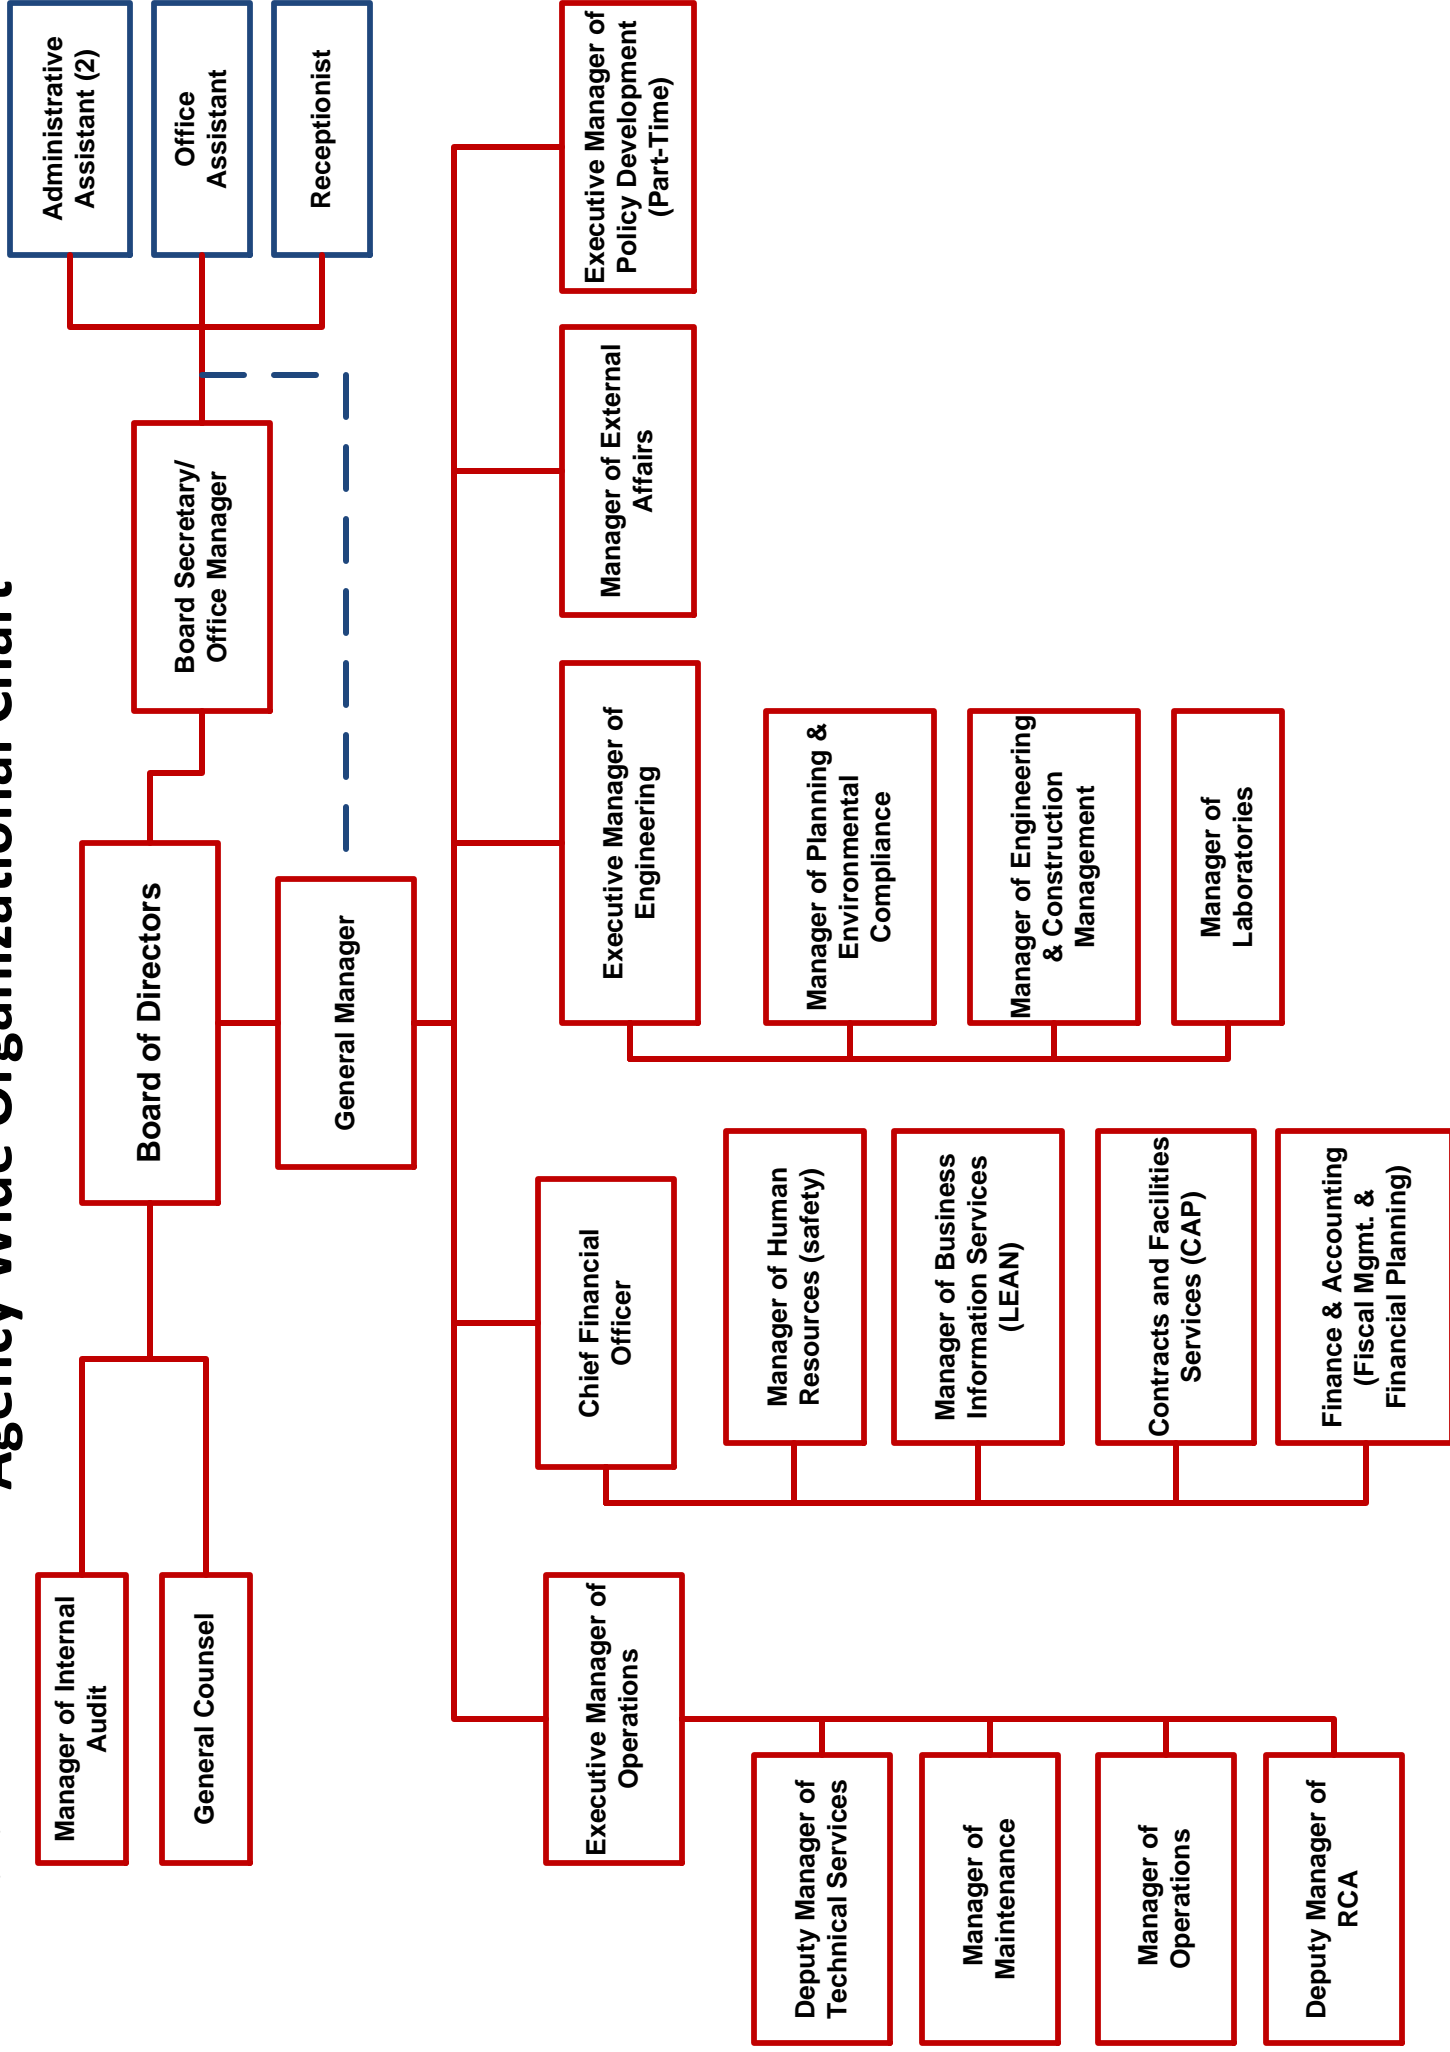 Agency Wide Organizational Chart
Manager of Internal
Audit
General Counsel
Board of Directors
Board Secretary/
Office Manager
Administrative
Assistant (2)
Office
Assistant
Receptionist
General Manager
Executive Manager of
Operations
Chief Financial
Officer
Executive Manager of
Engineering
Manager of External
Affairs
Executive Manager of
Policy Development
(Part-Time)
Deputy Manager of
Technical Services
Manager of
Maintenance
Manager of
Operations
Deputy Manager of
RCA
Manager of Human
Resources (safety)
Manager of Business
Information Services
(LEAN)
Contracts and Facilities
Services (CAP)
Finance & Accounting
(Fiscal Mgmt. &
Financial Planning)
Manager of Planning &
Environmental
Compliance
Manager of Engineering
& Construction
Management
Manager of
Laboratories